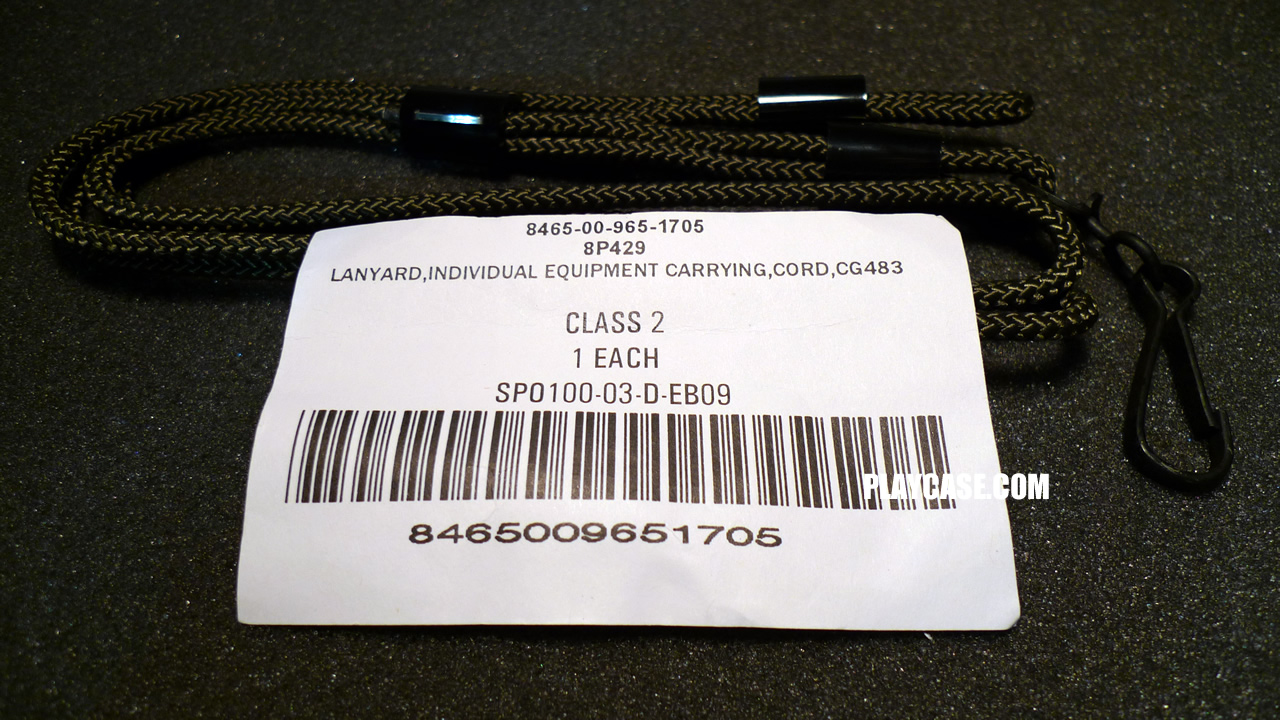 8465-00-965-1705
8P429
LANYARD,INDIVIDUAL EQUIPMENT CARRYING,CORD,CG483
CLASS 2
1 EACH
SPO100-03-D-EB09
PLAYCASE.COM
8465009651705